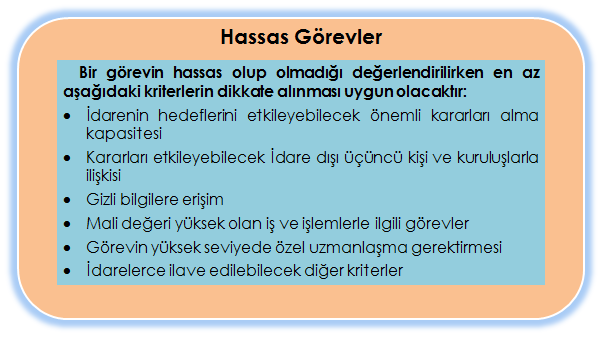 Hassas Görevler
Bir görevin hassas olup olmadığı değerlendirilirken en az
aşağıdaki kriterlerin dikkate alınması uygun olacaktır:
• İdarenin hedeflerini etkileyebilecek önemli kararları alma
kapasitesi
• Kararları etkileyebilecek İdare dışı üçüncü kişi ve kuruluşlarla
ilişkisi
• Gizli bilgilere erişim
• Mali değeri yüksek olan iş ve işlemlerle ilgili görevler
• Görevin yüksek seviyede özel uzmanlaşma gerektirmesi
• İdarelerce ilave edilebilecek diğer kriterler